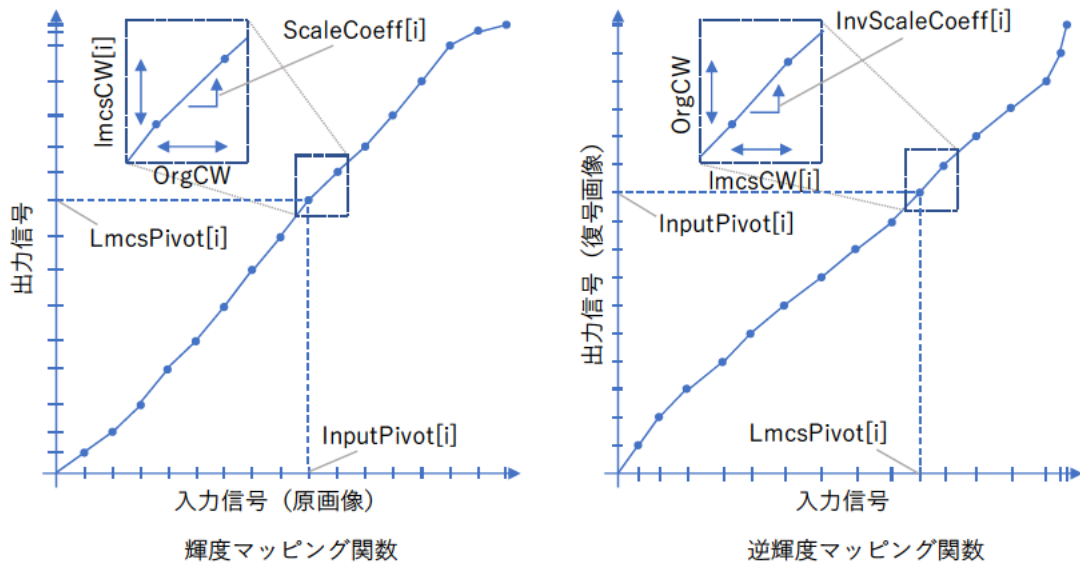 ScaleCoeff[i]
lmcsCW[i]
OrgCW
LmcsPivot[i]
出力信号
InputPivot[i]
入力信号（原画像）
輝度マッピング関数
InvScaleCoeff[i]
OrgCW
lmcsCW[i]
InputPivot[i]
出力信号（復号画像）
LmcsPivot[i]
入力信号
逆輝度マッピング関数